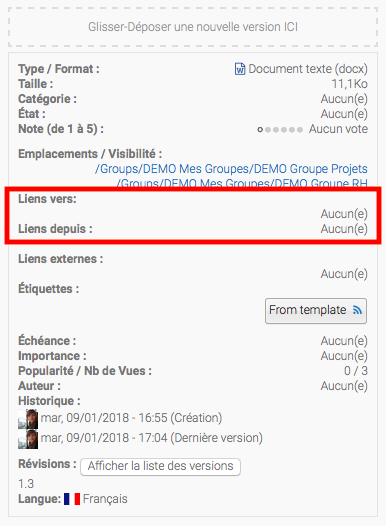 Glisser-Déposer une nouvelle version ICI
Type / Format : Document texte (docx)
Taille : 11,1Ko
Catégorie : Aucun(e)
État : Aucun(e)
Note (de 1 à 5) : Aucun vote
Emplacements / Visibilité :
/Groups/DEMO Mes Groupes/DEMO Groupe Projets
/Groups/DEMO Mes Groupes/DEMO Groupe RH
Liens vers:
Aucun(e)
Liens depuis : Aucun(e)
Liens externes :
Aucun(e)
Étiquettes :
From template
Échéance : Aucun(e)
Importance : Aucun(e)
Popularité / Nb de Vues : 0 / 3
Auteur : Aucun(e)
Historique :
mar, 09/01/2018 - 16:55 (Création)
mar, 09/01/2018 - 17:04 (Dernière version)
Révisions : Afficher la liste des versions
1.3
Langue: Français